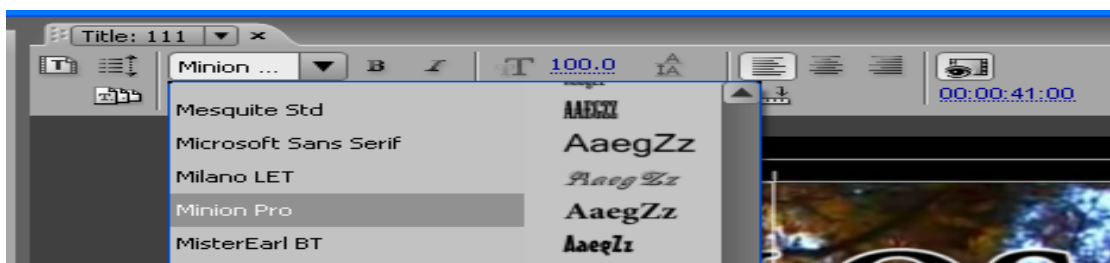 Title: 111
Minion ... B I T 100.0
00:00:41:00
Mesquite Std AAEGZZ
Microsoft Sans Serif AaegZz
Milano LET AaegZz
Minion Pro AaegZz
MisterEarl BT AaegZz